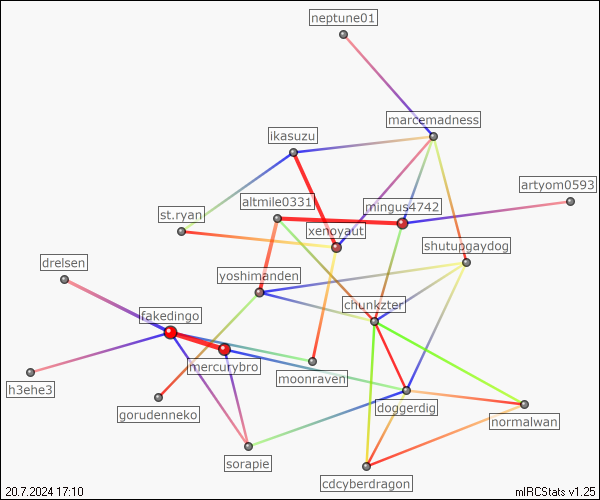 neptune01
marcemadness
ikasuzu
artyom0593
altmile0331
mingus4742
st.ryan
xenoyaut
shutupgaydog
drelsen
yoshimanden
chunkzter
fakedingo
mercurybro
moonraven
h3ehe3
gorudenneko
doggerdig
normalwan
sorapie
cdcyberdragon
20.7.2024 17:10
mIRCStats v1.25